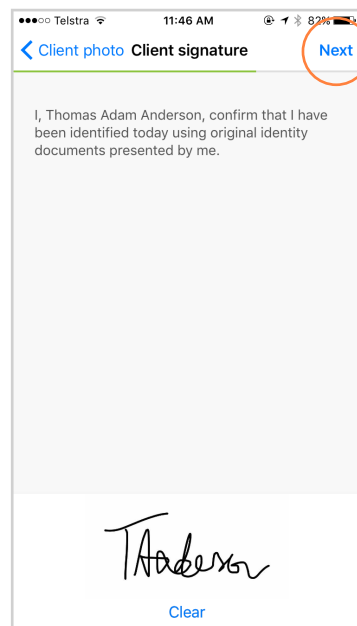 Telstra 11:46 AM 82%
Client photo Client signature Next
I, Thomas Adam Anderson, confirm that I have
been identified today using original identity
documents presented by me.
TAnderson
Clear